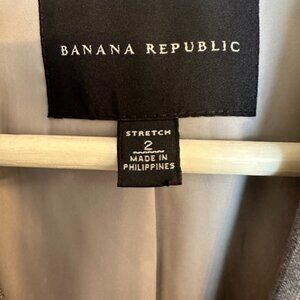 BANANA REPUBLIC
STRETCH
2
MADE IN
PHILIPPINES